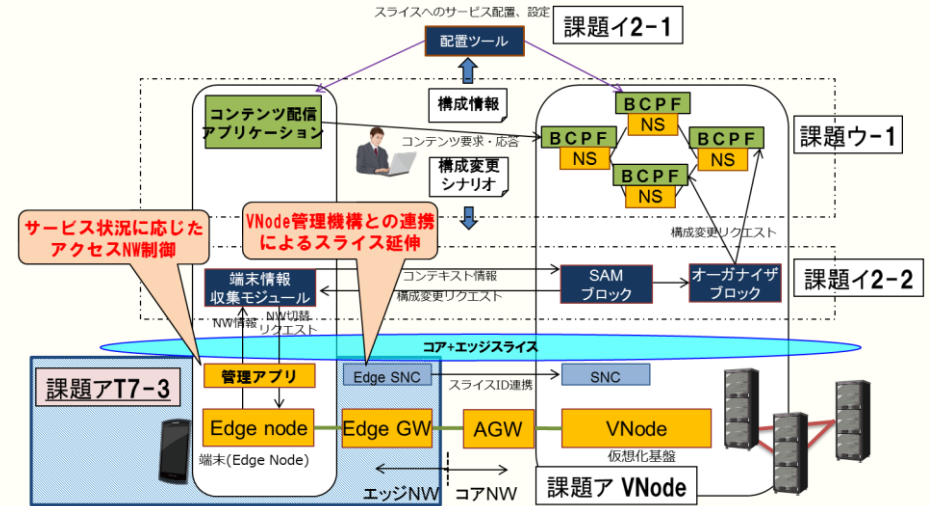 スライスへのサービス配置、設定
配置ツール
課題イ2-1
構成情報
コンテンツ配信
アプリケーション
コンテンツ要求・応答
構成変更
シナリオ
BCPF
NS
BCPF
NS
BCPF
NS
BCPF
NS
課題ウ-1
サービス状況に応じた
アクセスNW制御
VNode管理機構との連携
によるスライス延伸
構成変更リクエスト
端末情報
収集モジュール
コンテキスト情報
構成変更リクエスト
SAM
ブロック
オーガナイザ
ブロック
課題イ2-2
NW情報
NW切替
リクエスト
コア+エッジスライス
課題アT7-3
管理アプリ
Edge SNC
スライスID連携
SNC
Edge node
Edge GW
AGW
VNode
端末(Edge Node)
仮想化基盤
エッジNW
コアNW
課題ア VNode